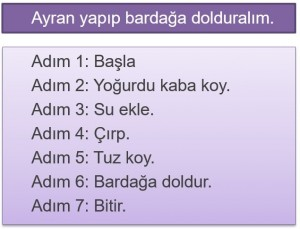 Ayran yapıp bardağa dolduralım.
Adım 1: Başla
Adım 2: Yoğurdu kaba koy.
Adım 3: Su ekle.
Adım 4: Çırp.
Adım 5: Tuz koy.
Adım 6: Bardağa doldur.
Adım 7: Bitir.